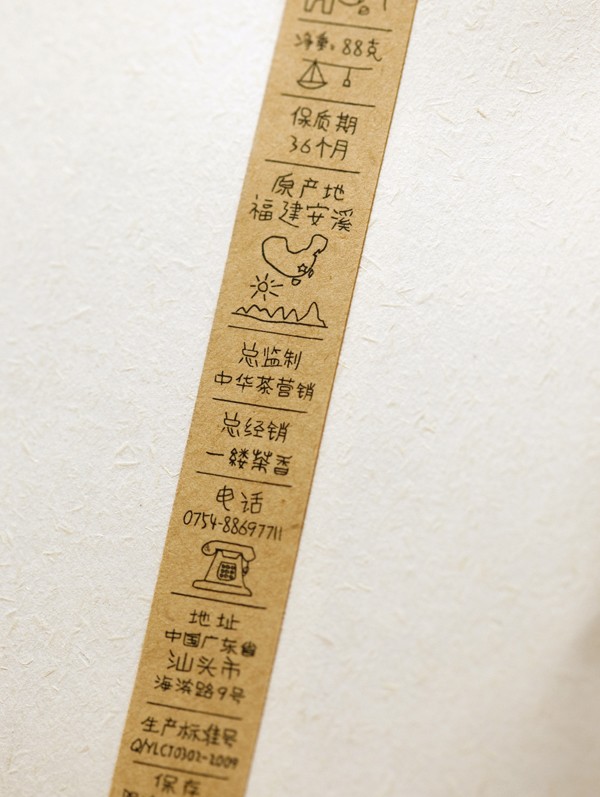 净重：88克
保质期
36个月
原产地
福建安溪
总监制
中华茶营销
总经销
一缕茶香
电话
0754-88697711
地址
中国广东省
汕头市
海滨路9号
生产标准号
Q/YLCT0302-2009
保存